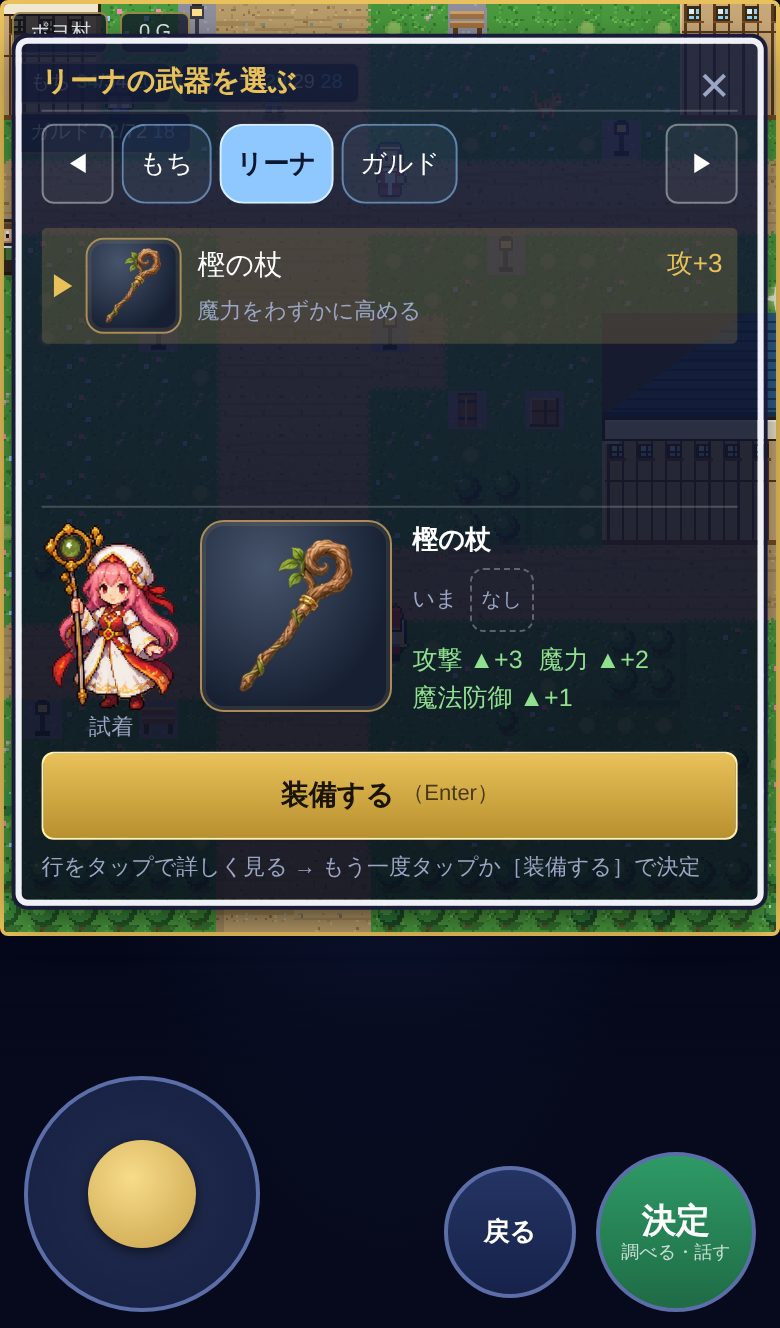 ポヨ村 0 G
リーナの武器を選ぶ
✕
◀ もち リーナ ガルド ▶
樫の杖 攻+3
魔力をわずかに高める
樫の杖
いま なし
攻撃 ▲+3 魔力 ▲+2
魔法防御 ▲+1
試着
装備する （Enter）
行をタップで詳しく見る → もう一度タップか［装備する］で決定
戻る
決定
調べる・話す